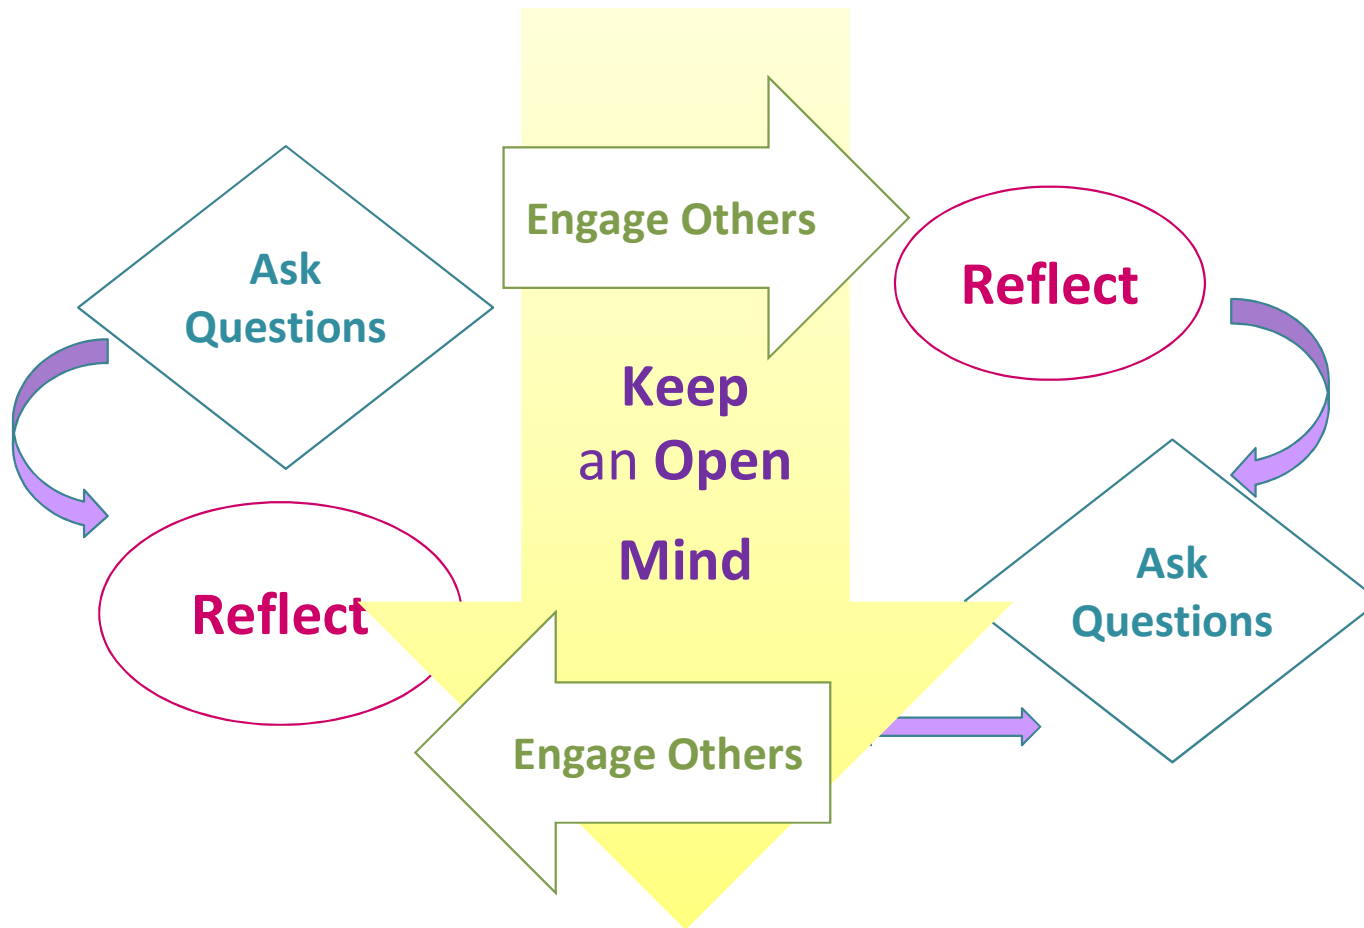 Engage Others
Ask
Questions
Reflect
Keep
an Open
Mind
Reflect
Ask
Questions
Engage Others